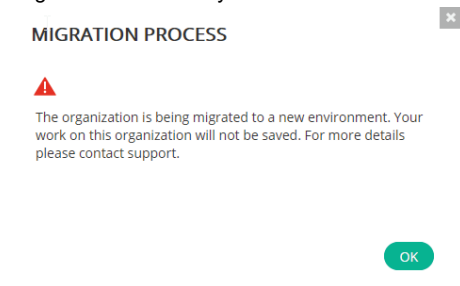 MIGRATION PROCESS
The organization is being migrated to a new environment. Your
work on this organization will not be saved. For more details
please contact support.
OK